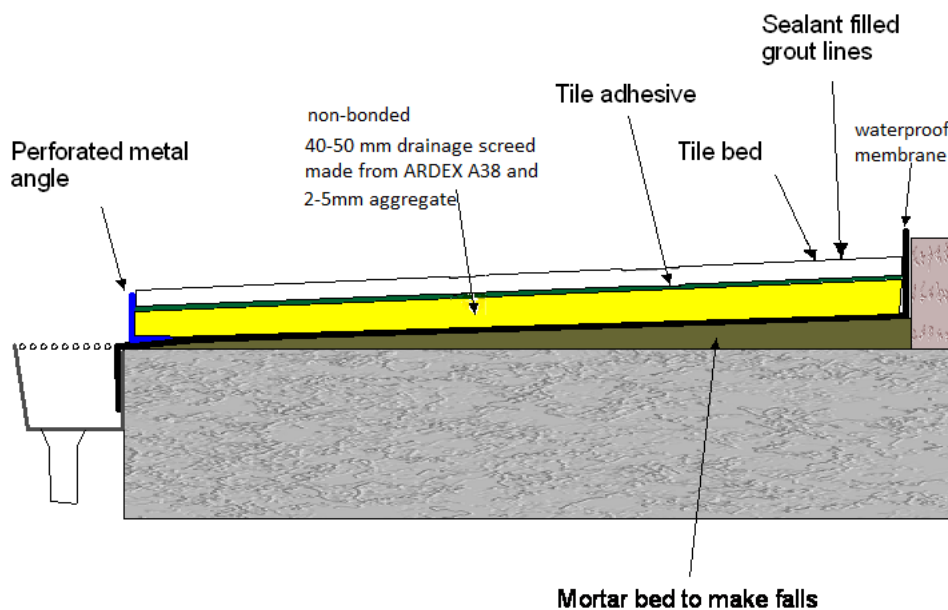 Sealant filled
grout lines
Tile adhesive
non-bonded
40-50 mm drainage screed
made from ARDEX A38 and
2-5mm aggregate
Perforated metal
angle
Tile bed
waterproof
membrane
Mortar bed to make falls